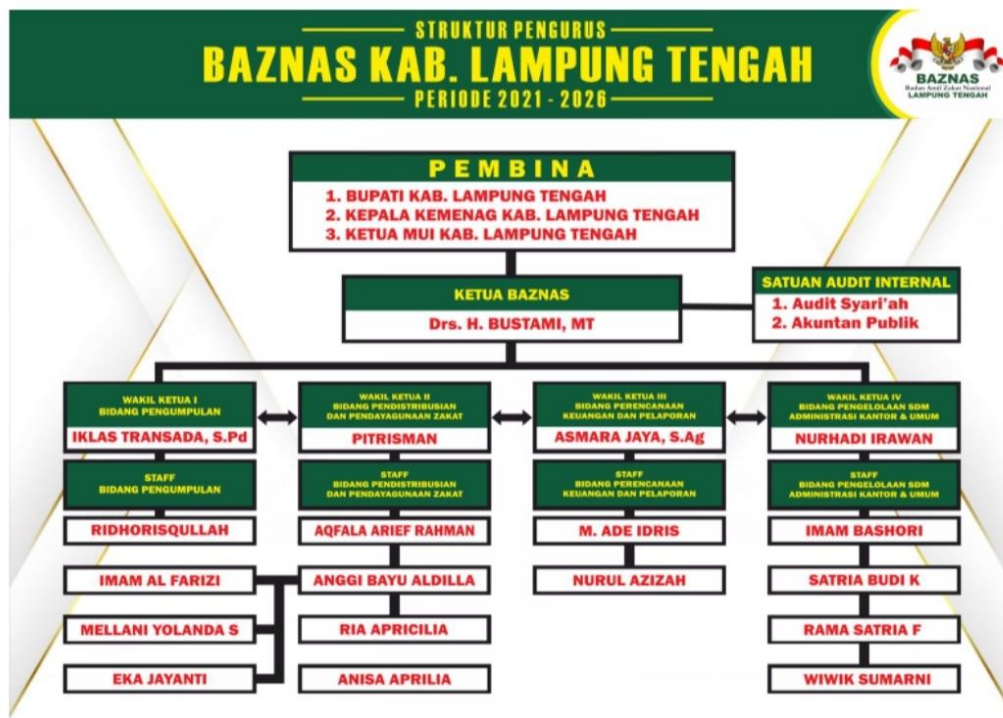 STRUKTUR PENGURUS
BAZNAS KAB. LAMPUNG TENGAH
PERIODE 2021 - 2026
BAZNAS
Badan Amil Zakat Nasional
LAMPUNG TENGAH
PEMBINA
1. BUPATI KAB. LAMPUNG TENGAH
2. KEPALA KEMENAG KAB. LAMPUNG TENGAH
3. KETUA MUI KAB. LAMPUNG TENGAH
KETUA BAZNAS
Drs. H. BUSTAMI, MT
SATUAN AUDIT INTERNAL
1. Audit Syari'ah
2. Akuntan Publik
WAKIL KETUA I
BIDANG PENGUMPULAN
IKLAS TRANSADA, S.Pd
WAKIL KETUA II
BIDANG PENDISTRIBUSIAN
DAN PENDAYAGUNAAN ZAKAT
PITRISMAN
WAKIL KETUA III
BIDANG PERENCANAAN
KEUANGAN DAN PELAPORAN
ASMARA JAYA, S.Ag
WAKIL KETUA IV
BIDANG PENGELOLAAN SDM
ADMINISTRASI KANTOR & UMUM
NURHADI IRAWAN
STAFF
BIDANG PENGUMPULAN
RIDHORISQULLAH
IMAM AL FARIZI
MELLANI YOLANDA S
EKA JAYANTI
STAFF
BIDANG PENDISTRIBUSIAN
DAN PENDAYAGUNAAN ZAKAT
AQFALA ARIEF RAHMAN
ANGGI BAYU ALDILLA
RIA APRICILIA
ANISA APRILIA
STAFF
BIDANG PERENCANAAN
KEUANGAN DAN PELAPORAN
M. ADE IDRIS
NURUL AZIZAH
STAFF
BIDANG PENGELOLAAN SDM
ADMINISTRASI KANTOR & UMUM
IMAM BASHORI
SATRIA BUDI K
RAMA SATRIA F
WIWIK SUMARNI